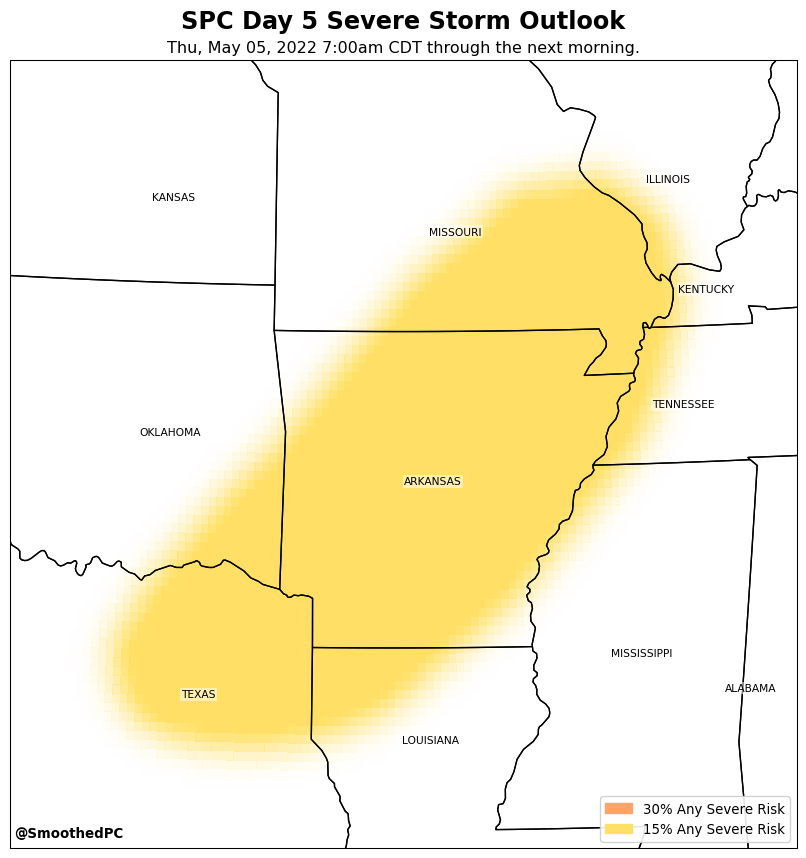 SPC Day 5 Severe Storm Outlook
Thu, May 05, 2022 7:00am CDT through the next morning.
ILLINOIS
KANSAS
MISSOURI
KENTUCKY
TENNESSEE
OKLAHOMA
ARKANSAS
MISSISSIPPI
ALABAMA
TEXAS
LOUISIANA
30% Any Severe Risk
15% Any Severe Risk
@SmoothedPC